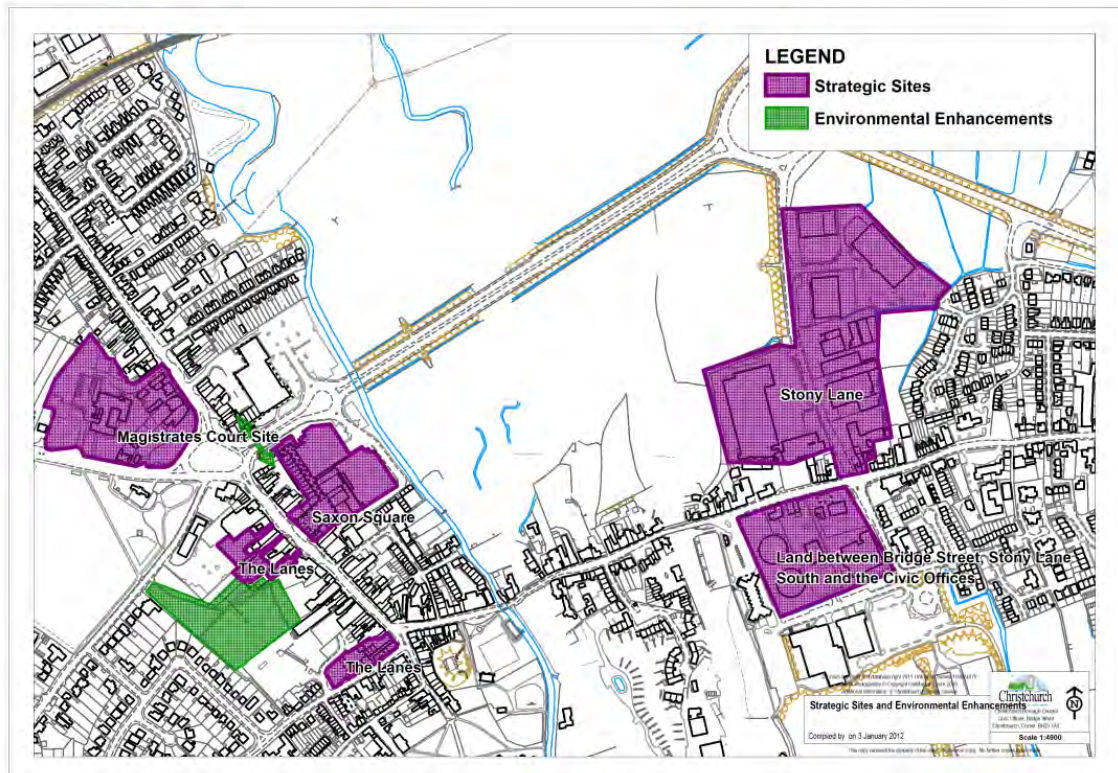 LEGEND
Strategic Sites
Environmental Enhancements
Stony Lane
Magistrates Court Site
Saxon Square
The Lanes
Land between Bridge Street, Stony Lane
South and the Civic Offices
The Lanes
Christchurch
Strategic Sites and Environmental Enhancements
N
Compiled by on 3 January 2012
Scale 1:4900